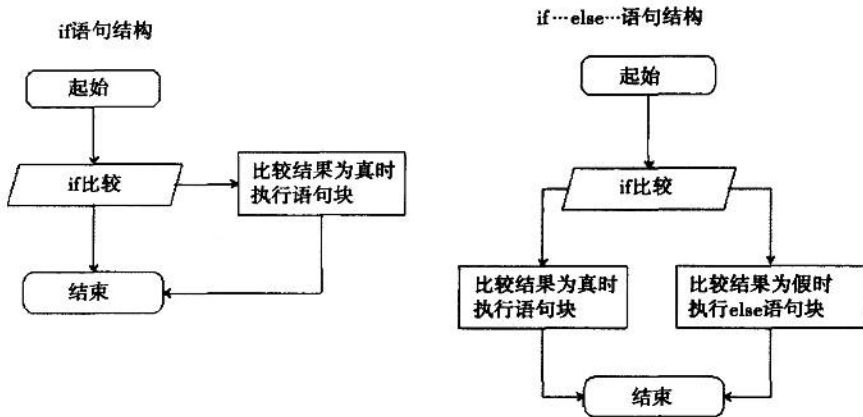 if语句结构
起始
if比较
比较结果为真时
执行语句块
结束
if…else…语句结构
起始
if比较
比较结果为真时
执行语句块
比较结果为假时
执行else语句块
结束